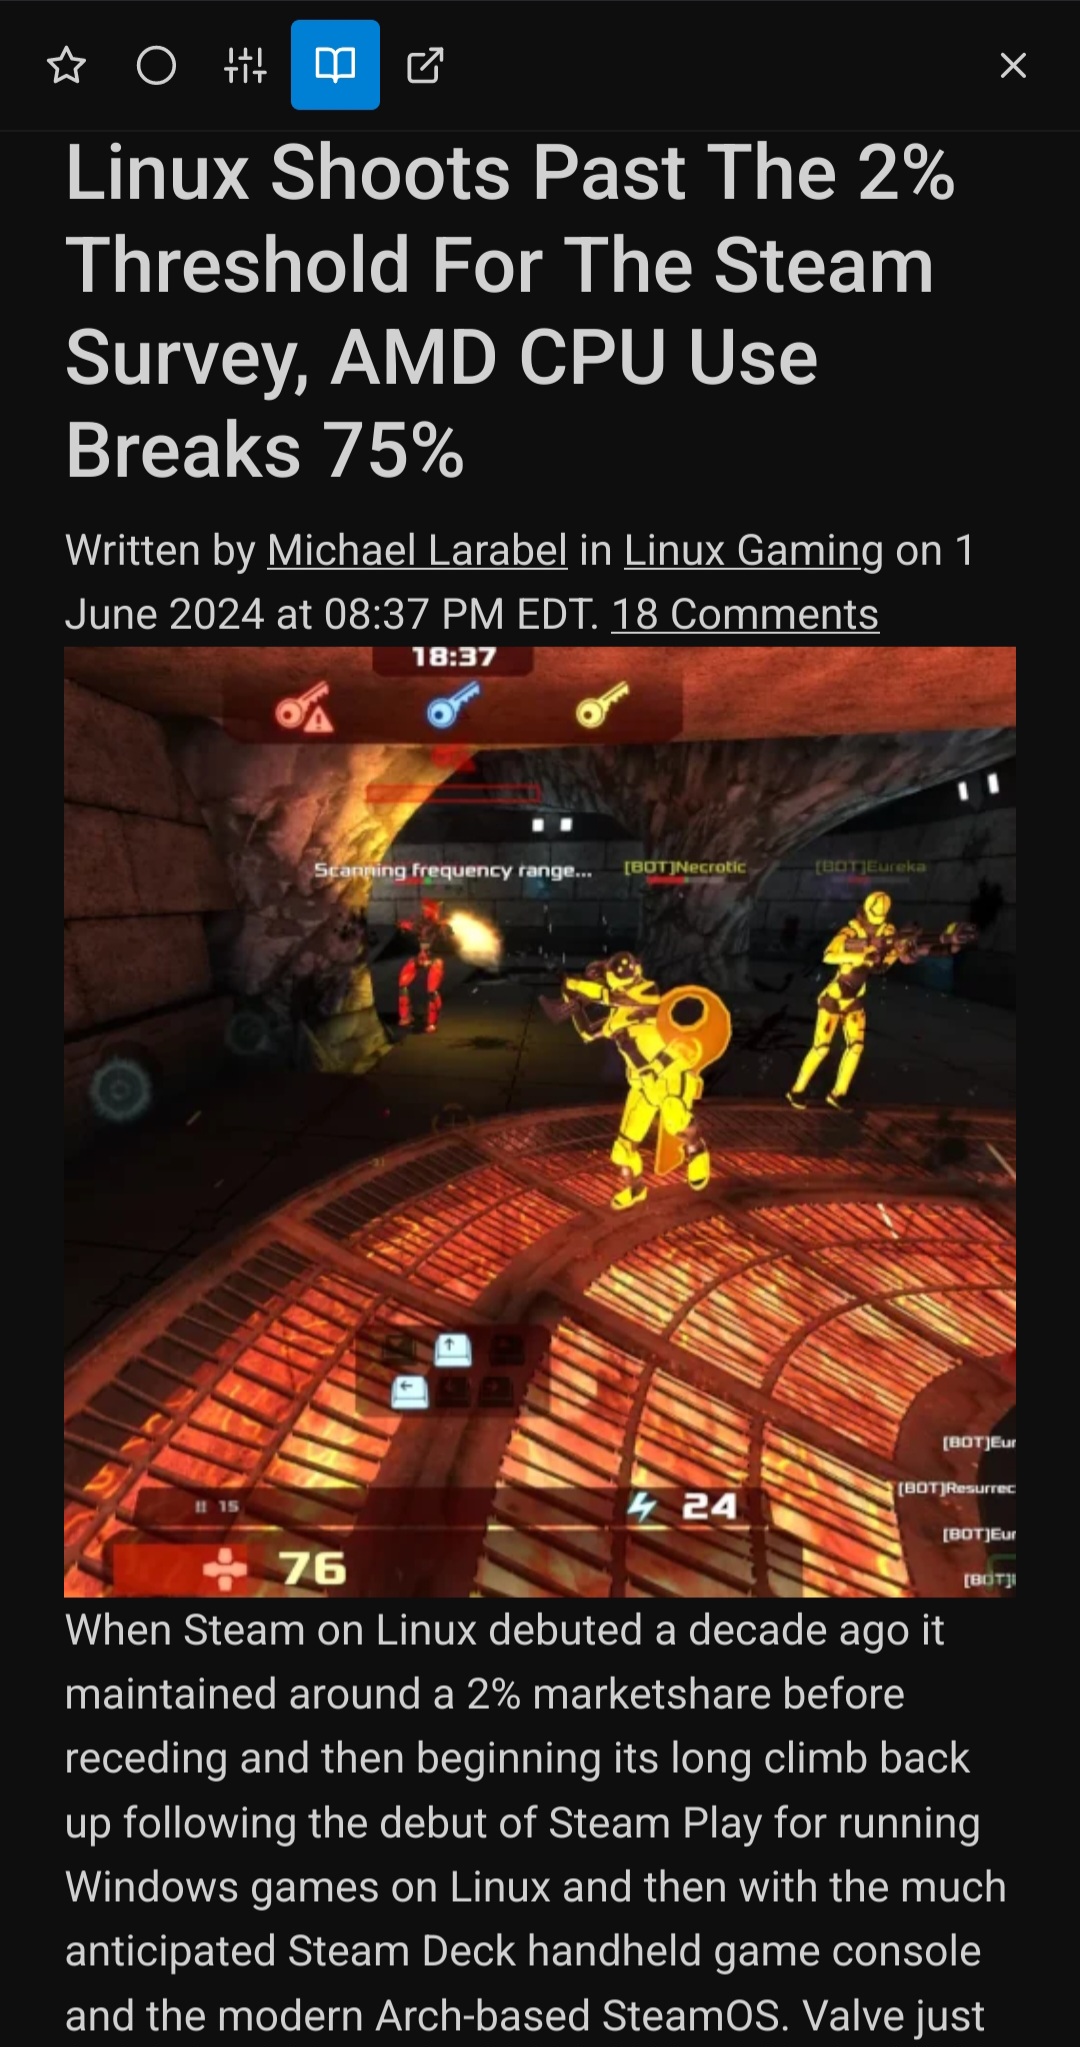 Linux Shoots Past The 2%
Threshold For The Steam
Survey, AMD CPU Use
Breaks 75%
Written by Michael Larabel in Linux Gaming on 1
June 2024 at 08:37 PM EDT. 18 Comments
18:37
Scanning frequency range...
[BOT]Necrotic
[BOT]Eureka
[BOT]Eur
[BOT]Resurrec
15
24
[BOT]Eur
76
[BOT]
When Steam on Linux debuted a decade ago it
maintained around a 2% marketshare before
receding and then beginning its long climb back
up following the debut of Steam Play for running
Windows games on Linux and then with the much
anticipated Steam Deck handheld game console
and the modern Arch-based SteamOS. Valve just